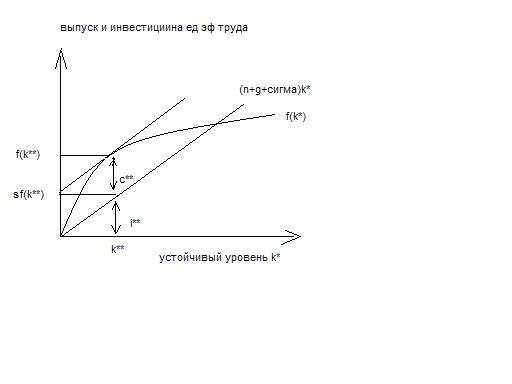 выпуск и инвестициина ед эф труда
(n+g+сигма)k*
f(k*)
f(k**)
c**
sf(k**)
i**
k**
устойчивый уровень k*